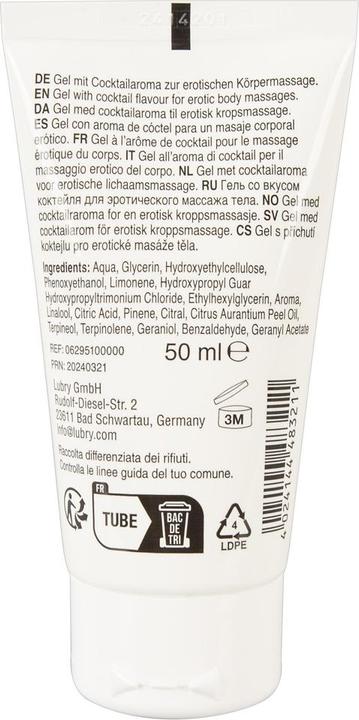 2414203
DE Gel mit Cocktailaroma zur erotischen Körpermassage.
EN Gel with cocktail flavour for erotic body massages.
DA Gel med cocktailaroma til erotisk kropsmassage.
ES Gel con aroma de cóctel para un masaje corporal
erótico. FR Gel à l'arôme de cocktail pour le massage
érotique du corps. IT Gel all'aroma di cocktail per il
massaggio erotico del corpo. NL Gel met cocktailaroma
voor erotische lichaamsmassage. RU Гель со вкусом
коктейля для эротического массажа тела. NO Gel med
cocktailraroma for en erotisk kroppsmassasje. SV Gel med
cocktailarom för erotisk kroppsmassage. CS Gel s příchutí
koktejlu pro erotické masáže těla.
Ingredients: Aqua, Glycerin, Hydroxyethylcellulose,
Phenoxyethanol, Limonene, Hydroxypropyl Guar
Hydroxypropyltrimonium Chloride, Ethylhexylglycerin, Aroma,
Linalool, Citric Acid, Pinene, Citral, Citrus Aurantium Peel Oil,
Terpineol, Terpinolene, Geraniol, Benzaldehyde, Geranyl Acetate
REF: 06295100000
PRN: 20240321
50 ml e
Lubry GmbH
Rudolf-Diesel-Str. 2
23611 Bad Schwartau, Germany
info@lubry.com
3M
Raccolta differenziata dei rifiuti.
Controlla le linee guida del tuo comune.
FR
TUBE
BAC
DE
TRI
4
LDPE
4 024144 483211